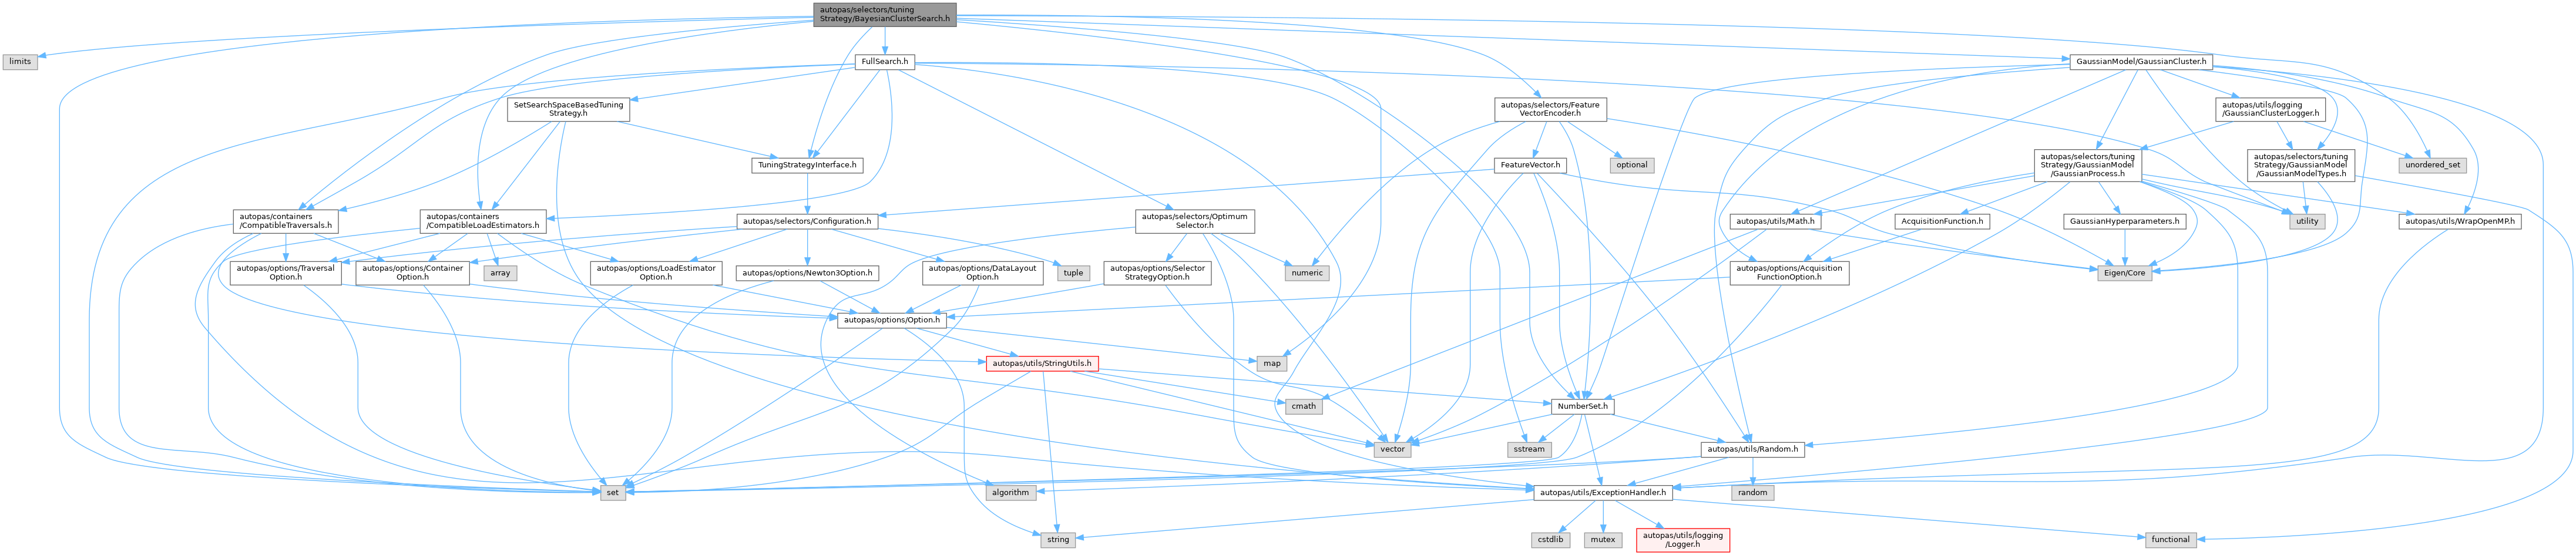 autopas/selectors/tuning
Strategy/BayesianClusterSearch.h
limits
FullSearch.h
GaussianModel/GaussianCluster.h
SetSearchSpaceBasedTuning
Strategy.h
autopas/selectors/Feature
VectorEncoder.h
autopas/utils/logging
/GaussianClusterLogger.h
TuningStrategyInterface.h
FeatureVector.h
optional
autopas/selectors/tuning
Strategy/GaussianModel
/GaussianProcess.h
autopas/selectors/tuning
Strategy/GaussianModel
/GaussianModelTypes.h
unordered_set
autopas/containers
/CompatibleTraversals.h
autopas/containers
/CompatibleLoadEstimators.h
autopas/selectors/Configuration.h
autopas/selectors/Optimum
Selector.h
autopas/utils/Math.h
AcquisitionFunction.h
GaussianHyperparameters.h
utility
autopas/utils/WrapOpenMP.h
autopas/options/Traversal
Option.h
autopas/options/Container
Option.h
array
autopas/options/LoadEstimator
Option.h
autopas/options/Newton3Option.h
autopas/options/DataLayout
Option.h
tuple
autopas/options/Selector
StrategyOption.h
numeric
autopas/options/Acquisition
FunctionOption.h
Eigen/Core
autopas/options/Option.h
autopas/utils/StringUtils.h
map
cmath
NumberSet.h
vector
sstream
autopas/utils/Random.h
set
algorithm
autopas/utils/ExceptionHandler.h
random
string
cstdlib
mutex
autopas/utils/logging
/Logger.h
functional